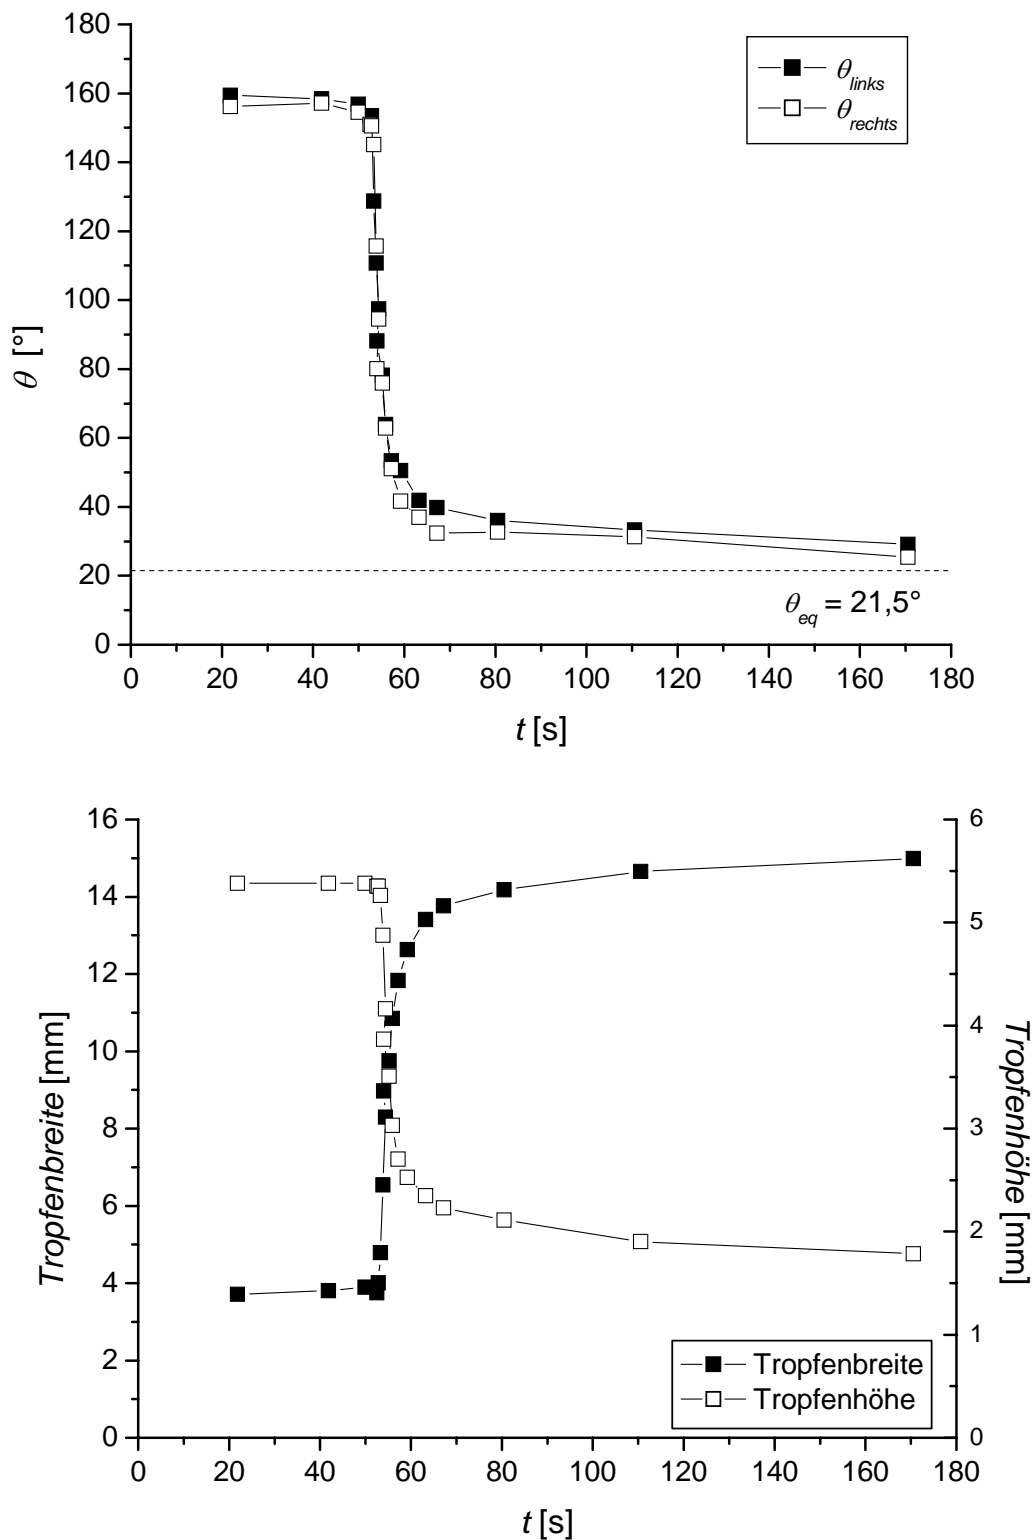 180
160
140
120
100
80
60
40
20
0
θ [°]
θlinks
θrechts
θeq = 21,5°
0 20 40 60 80 100 120 140 160 180
t [s]
16
14
12
10
8
6
4
2
0
Tropfenbreite [mm]
6
5
4
3
2
1
0
Tropfenhöhe [mm]
Tropfenbreite
Tropfenhöhe
0 20 40 60 80 100 120 140 160 180
t [s]